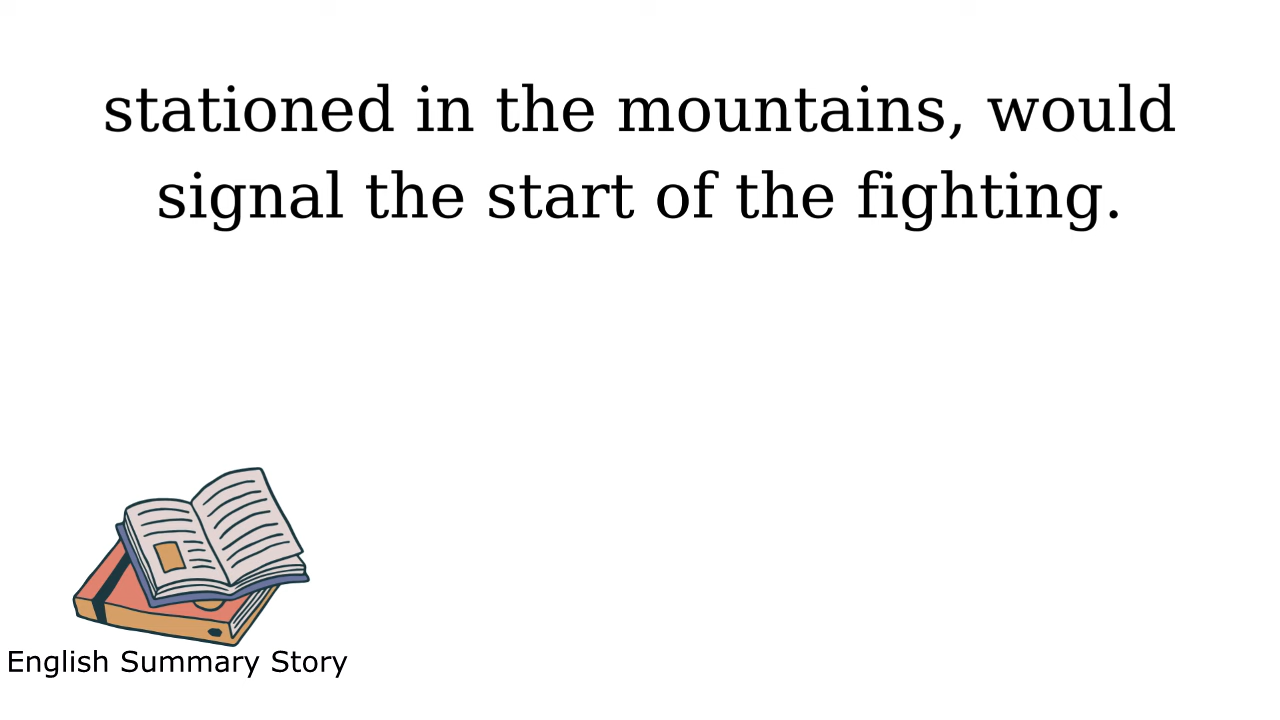 stationed in the mountains, would
signal the start of the fighting.
English Summary Story